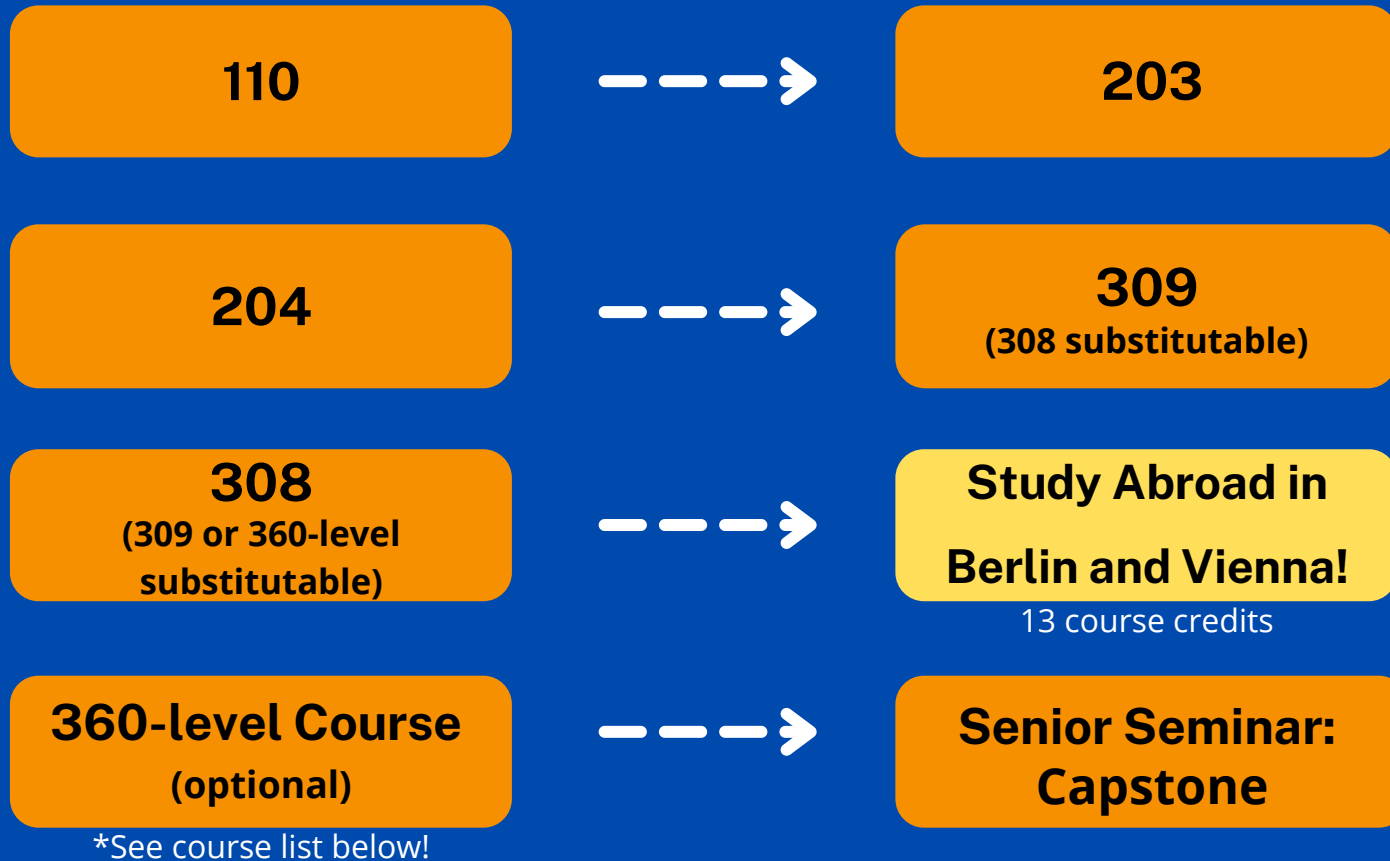 110
203
204
309
(308 substitutable)
308
(309 or 360-level
substitutable)
Study Abroad in
Berlin and Vienna!
13 course credits
360-level Course
(optional)
*See course list below!
Senior Seminar:
Capstone